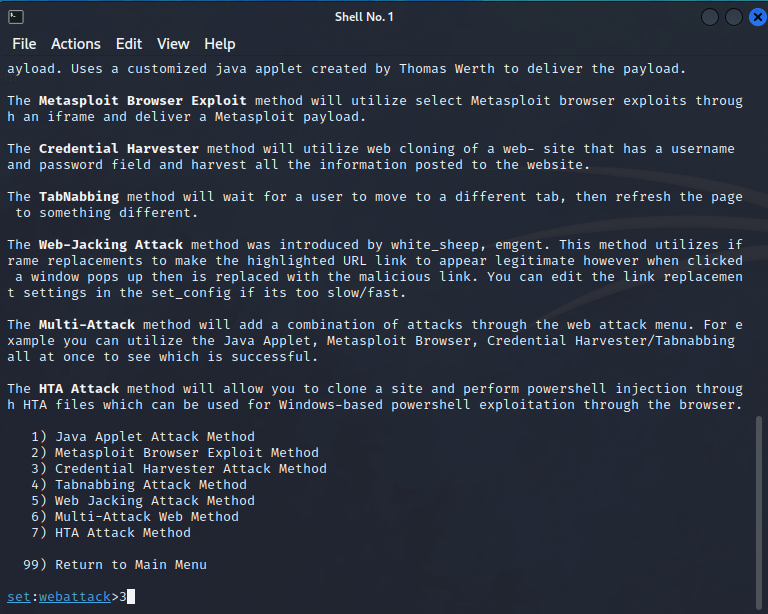 Shell No. 1
File Actions Edit View Help
ayload. Uses a customized java applet created by Thomas Werth to deliver the payload.
The Metasploit Browser Exploit method will utilize select Metasploit browser exploits throug
h an iframe and deliver a Metasploit payload.
The Credential Harvester method will utilize web cloning of a web- site that has a username
and password field and harvest all the information posted to the website.
The TabNabbing method will wait for a user to move to a different tab, then refresh the page
to something different.
The Web-Jacking Attack method was introduced by white_sheep, emgent. This method utilizes if
rame replacements to make the highlighted URL link to appear legitimate however when clicked
a window pops up then is replaced with the malicious link. You can edit the link replacemen
t settings in the set_config if its too slow/fast.
The Multi-Attack method will add a combination of attacks through the web attack menu. For e
xample you can utilize the Java Applet, Metasploit Browser, Credential Harvester/Tabnabbing
all at once to see which is successful.
The HTA Attack method will allow you to clone a site and perform powershell injection throug
h HTA files which can be used for Windows-based powershell exploitation through the browser.
1) Java Applet Attack Method
2) Metasploit Browser Exploit Method
3) Credential Harvester Attack Method
4) Tabnabbing Attack Method
5) Web Jacking Attack Method
6) Multi-Attack Web Method
7) HTA Attack Method
99) Return to Main Menu
set:webattack>3